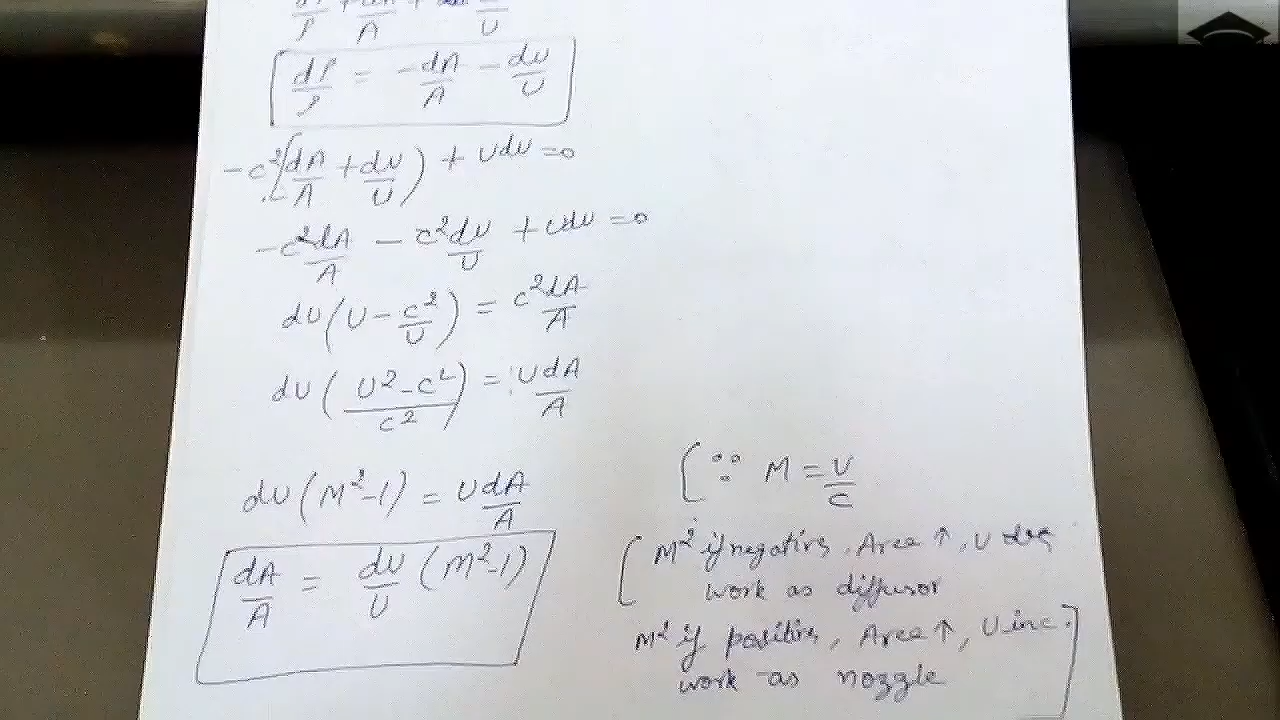 dρ/ρ = -dA/A - dU/U
-c²(dA/A + dU/U) + UdU = 0
-c²dA/A - c²dU/U + UdU = 0
dU(U - c²/U) = c²dA/A
dU(U² - c²/c²) = UdA/A
[∵ M = U/c
dU(M²-1) = UdA/A
[M² if negative, Area ↑, U dec
work as diffusor
dA/A = dU/U (M²-1)
M² if positive, Area ↑, U inc.]
work as nozzle